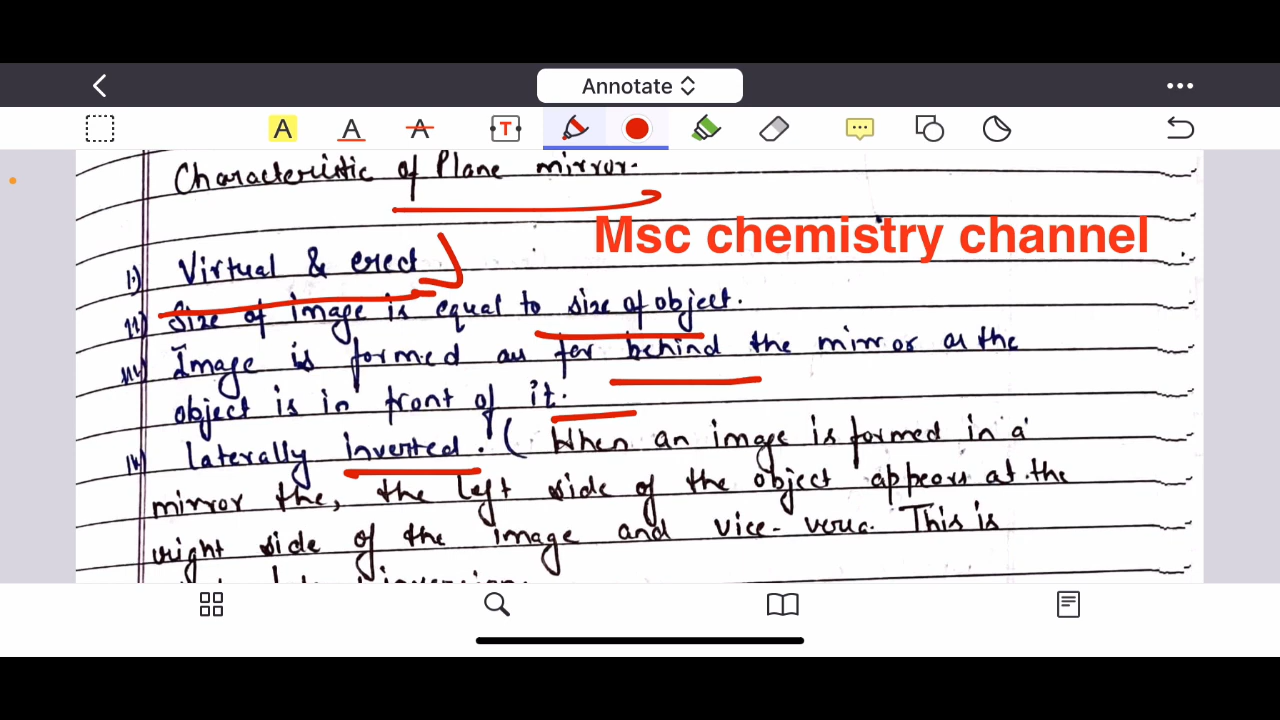 Annotate
A A A T
Characteristic of Plane mirror.
Msc chemistry channel
i) Virtual & erect
ii) Size of image is equal to size of object.
iii) Image is formed as far behind the mirror as the
object is in front of it.
iv) laterally inverted. ( When an image is formed in a
mirror the, the left side of the object appears at the
right side of the image and vice-versa. This is
inversion.